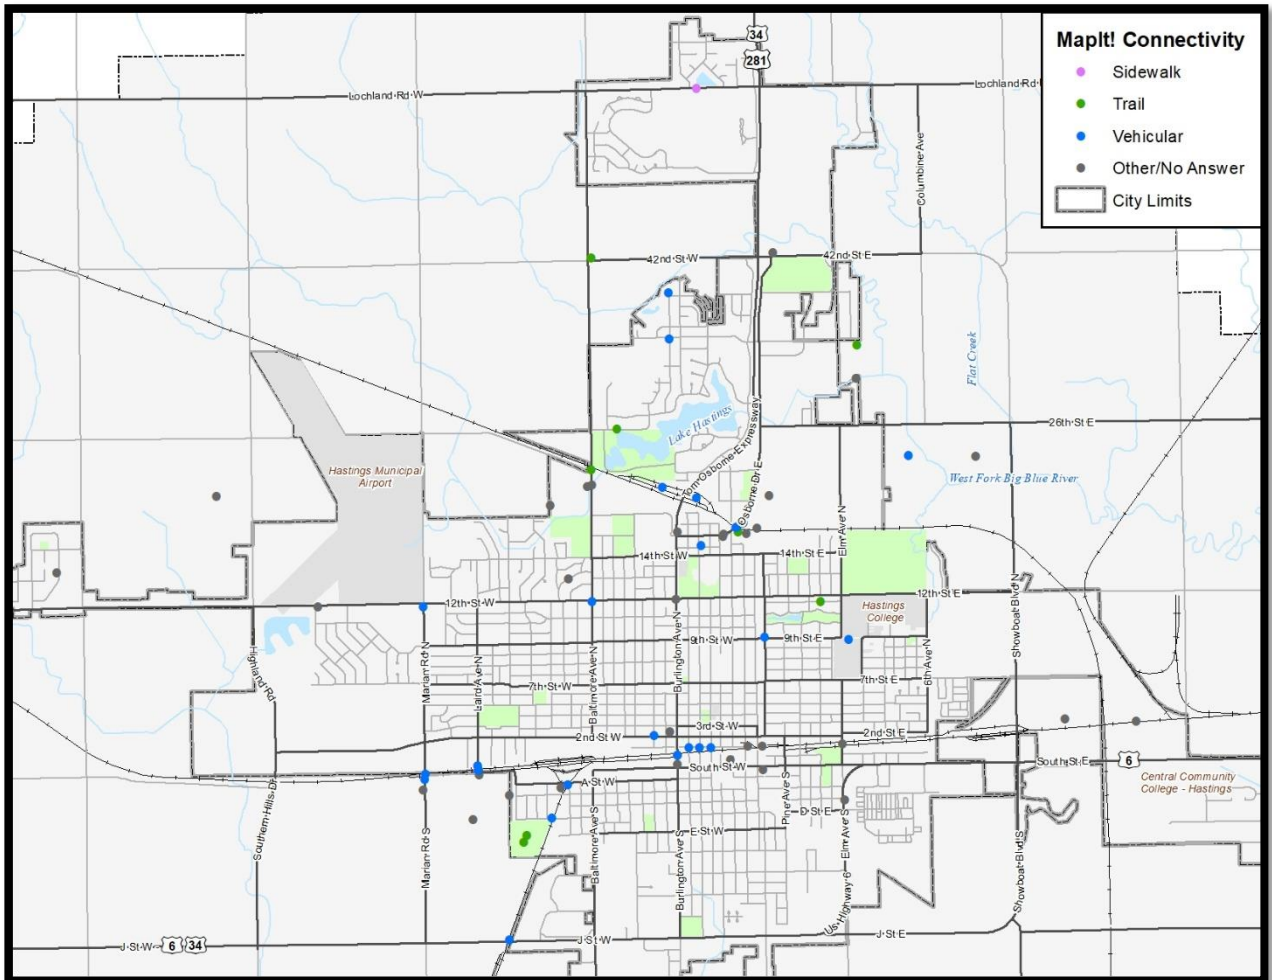 34
281
MapIt! Connectivity
Sidewalk
Trail
Vehicular
Other/No Answer
City Limits
Lochland Rd W
Lochland Rd
Columbine Ave
42nd St W
42nd St E
Flat Creek
Lake Hastings
Tom Osborne Expressway
Osborne Dr E
26th St E
Hastings Municipal
Airport
West Fork Big Blue River
Elm Ave N
14th St W
14th St E
12th St W
12th St E
Hastings
College
Showboat Blvd N
Highland Rd
Marian Rd N
Laird Ave N
Baltimore Ave N
Burlington Ave N
9th St W
9th St E
6th Ave N
7th St W
7th St E
3rd St W
2nd St W
2nd St E
South St W
South St E
6
Central Community
College - Hastings
A St W
Southern Hills Dr
Marian Rd S
Baltimore Ave S
Burlington Ave S
Pine Ave S
D St E
E St W
Elm Ave S
Us Highway 6
Showboat Blvd S
J St W
6
34
J St W
J St E